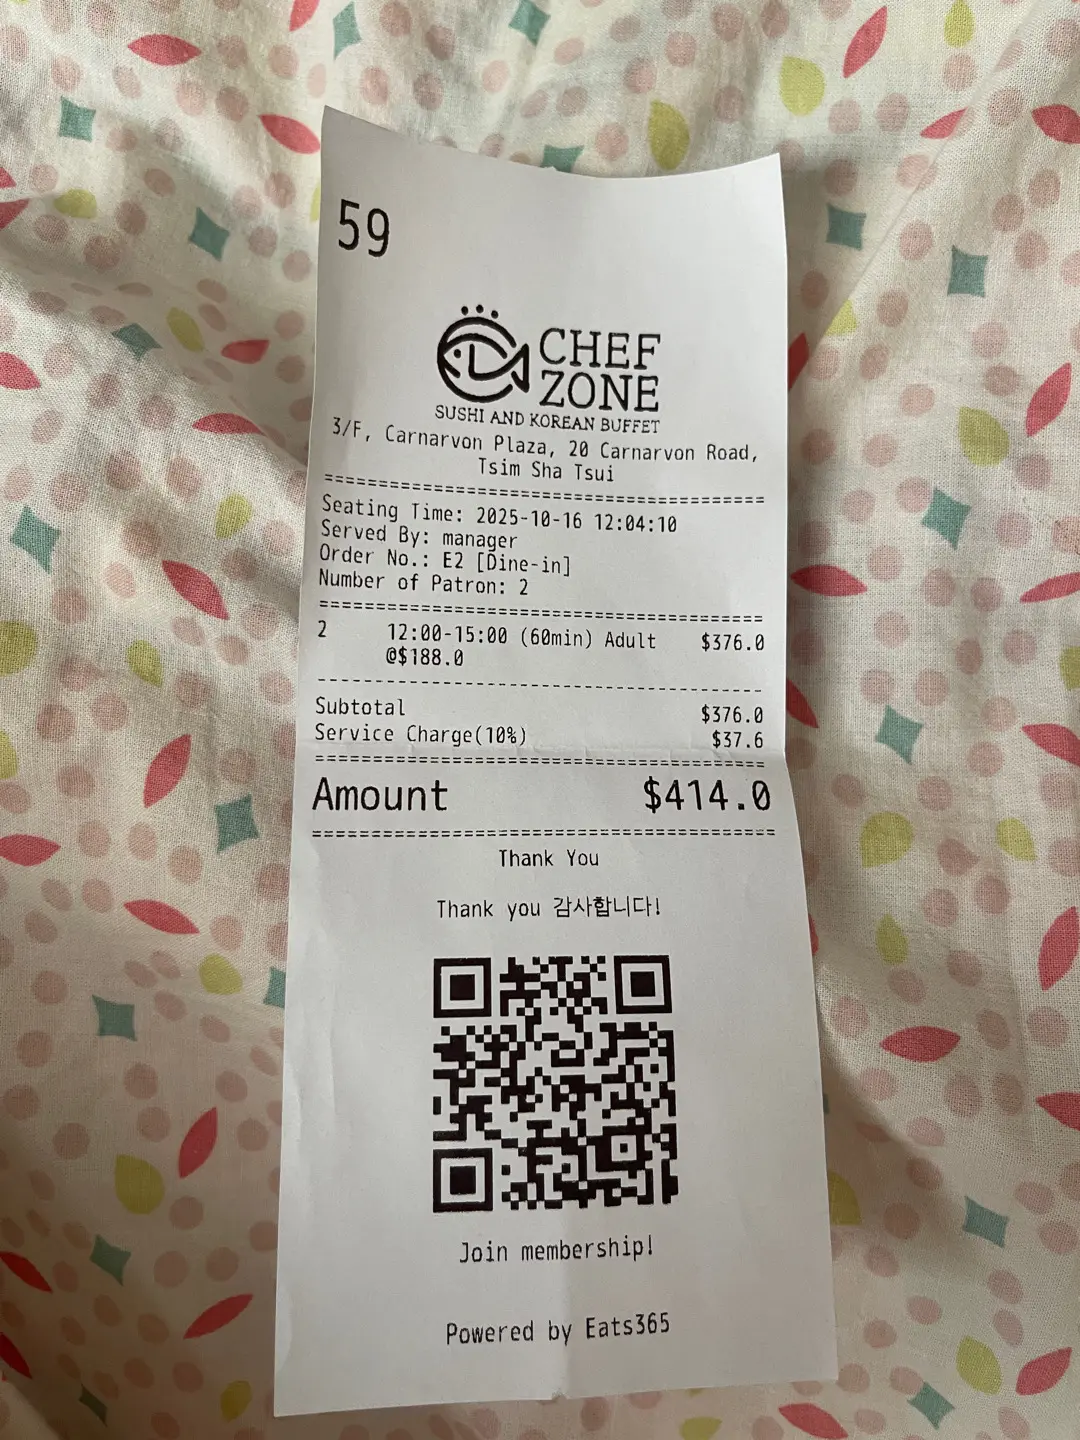 59
CHEF
ZONE
SUSHI AND KOREAN BUFFET
3/F, Carnarvon Plaza, 20 Carnarvon Road,
Tsim Sha Tsui
==========================================
Seating Time: 2025-10-16 12:04:10
Served By: manager
Order No.: E2 [Dine-in]
Number of Patron: 2
==========================================
2 12:00-15:00 (60min) Adult $376.0
@$188.0
------------------------------------------
Subtotal $376.0
Service Charge(10%) $37.6
==========================================
Amount $414.0
==========================================
Thank You
Thank you 감사합니다!
Join membership!
Powered by Eats365